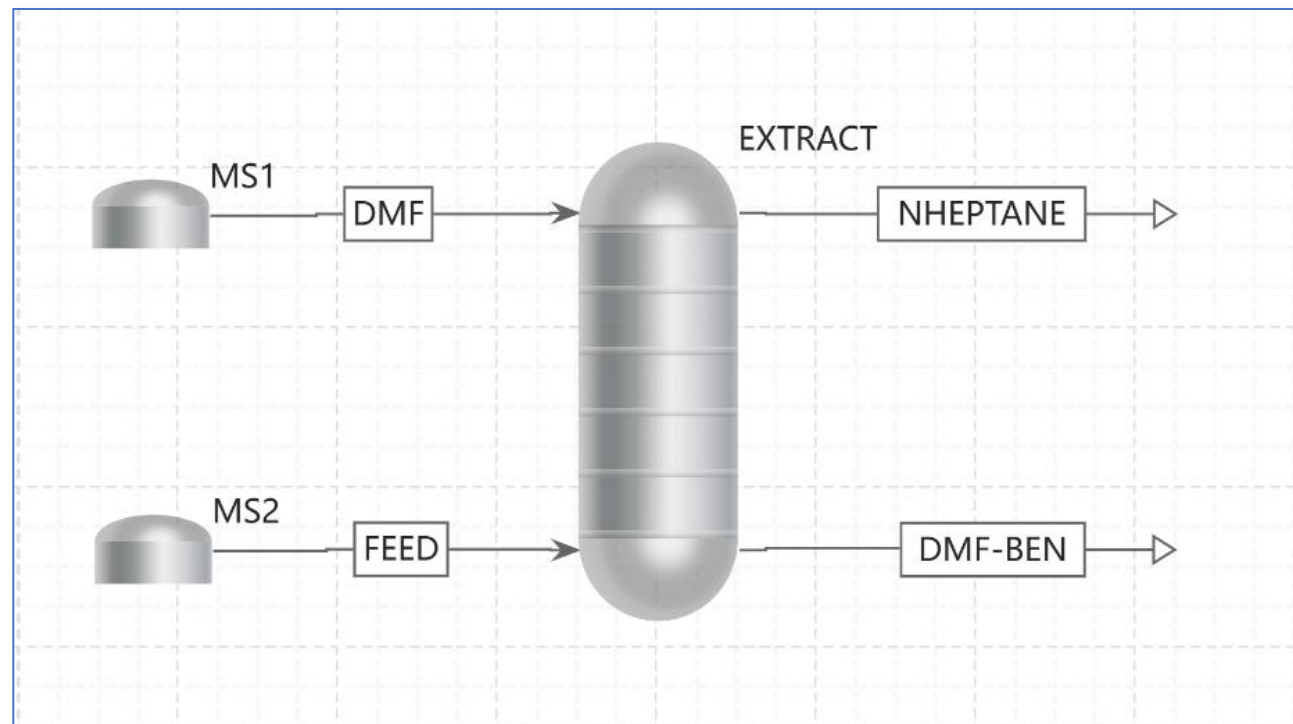 EXTRACT
MS1
DMF
NHEPTANE
MS2
FEED
DMF-BEN